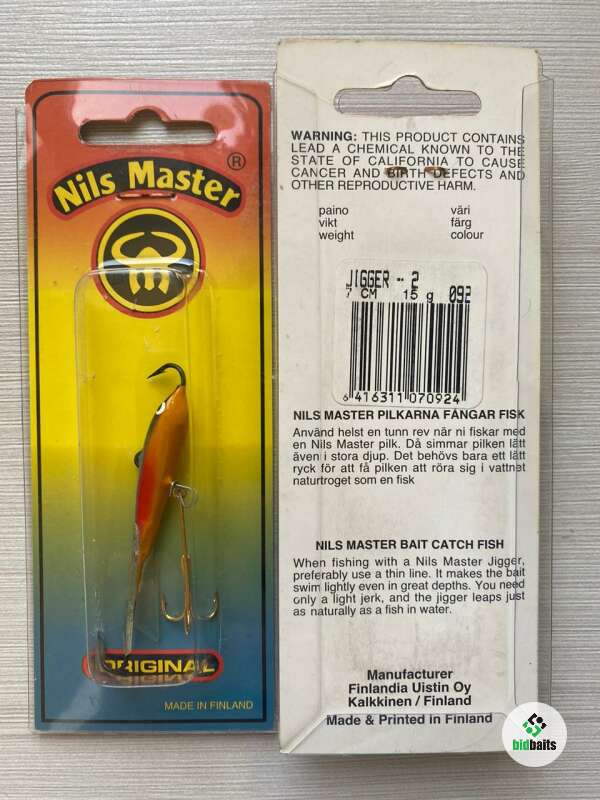 Nils Master ®
ORIGINAL
MADE IN FINLAND
WARNING: THIS PRODUCT CONTAINS
LEAD A CHEMICAL KNOWN TO THE
STATE OF CALIFORNIA TO CAUSE
CANCER AND BIRTH DEFECTS AND
OTHER REPRODUCTIVE HARM.
paino väri
vikt färg
weight colour
JIGGER - 2
7 CM 15 g 092
6 416311 070924
NILS MASTER PILKARNA FÅNGAR FISK
Använd helst en tunn rev när ni fiskar med
en Nils Master pilk. Då simmar pilken lätt
även i stora djup. Det behövs bara ett lätt
ryck för att få pilken att röra sig i vattnet
naturtroget som en fisk
NILS MASTER BAIT CATCH FISH
When fishing with a Nils Master Jigger,
preferably use a thin line. It makes the bait
swim lightly even in great depths. You need
only a light jerk, and the jigger leaps just
as naturally as a fish in water.
Manufacturer
Finlandia Uistin Oy
Kalkkinen / Finland
Made & Printed in Finland
bidbaits